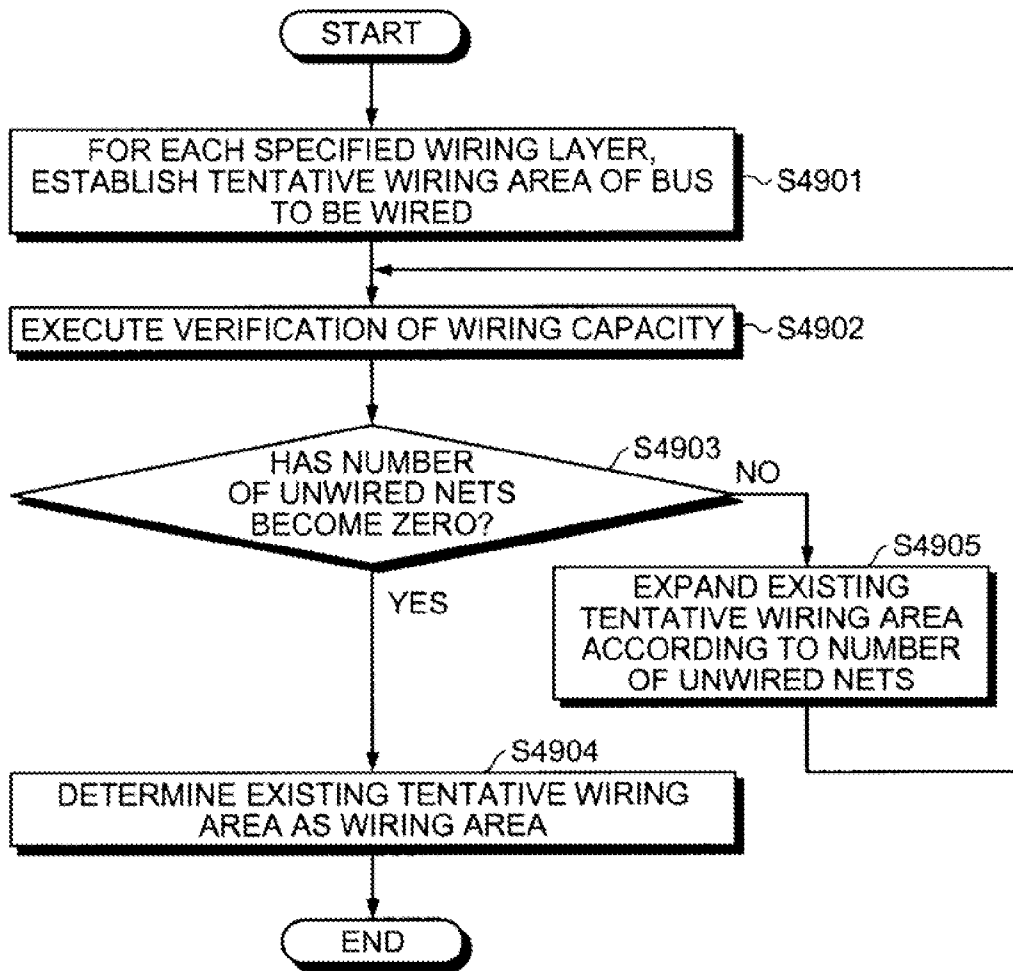 START
FOR EACH SPECIFIED WIRING LAYER,
ESTABLISH TENTATIVE WIRING AREA OF BUS
TO BE WIRED
S4901
EXECUTE VERIFICATION OF WIRING CAPACITY
S4902
HAS NUMBER
OF UNWIRED NETS
BECOME ZERO?
S4903
NO
YES
S4905
EXPAND EXISTING
TENTATIVE WIRING AREA
ACCORDING TO NUMBER
OF UNWIRED NETS
S4904
DETERMINE EXISTING TENTATIVE WIRING
AREA AS WIRING AREA
END